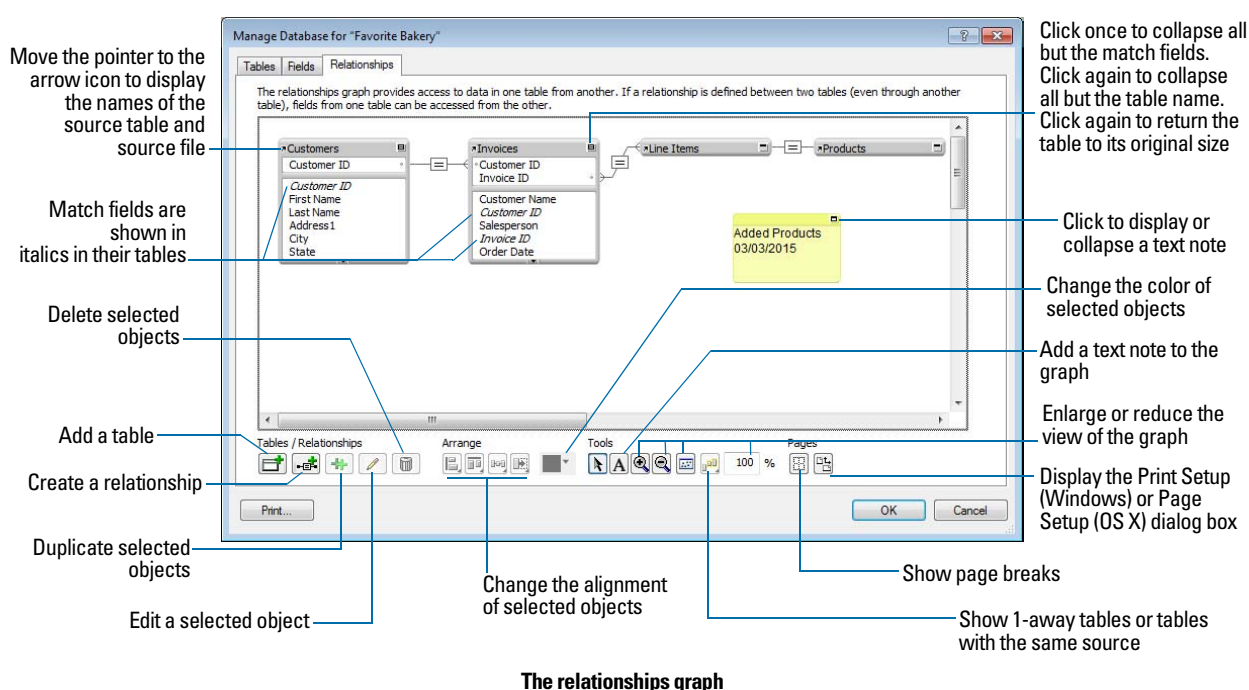 Manage Database for "Favorite Bakery"
Tables
Fields
Relationships
The relationships graph provides access to data in one table from another. If a relationship is defined between two tables (even through another
table), fields from one table can be accessed from the other.
Customers
Customer ID
Customer ID
First Name
Last Name
Address1
City
State
Invoices
Customer ID
Invoice ID
Customer Name
Customer ID
Salesperson
Invoice ID
Order Date
Line Items
Products
Added Products
03/03/2015
Tables / Relationships
Arrange
Tools
Pages
A
100 %
Print...
OK
Cancel
Move the pointer to the
arrow icon to display
the names of the
source table and
source file
Match fields are
shown in
italics in their tables
Delete selected
objects
Add a table
Create a relationship
Duplicate selected
objects
Edit a selected object
Change the alignment
of selected objects
Click once to collapse all
but the match fields.
Click again to collapse
all but the table name.
Click again to return the
table to its original size
Click to display or
collapse a text note
Change the color of
selected objects
Add a text note to the
graph
Enlarge or reduce the
view of the graph
Display the Print Setup
(Windows) or Page
Setup (OS X) dialog box
Show page breaks
Show 1-away tables or tables
with the same source
The relationships graph